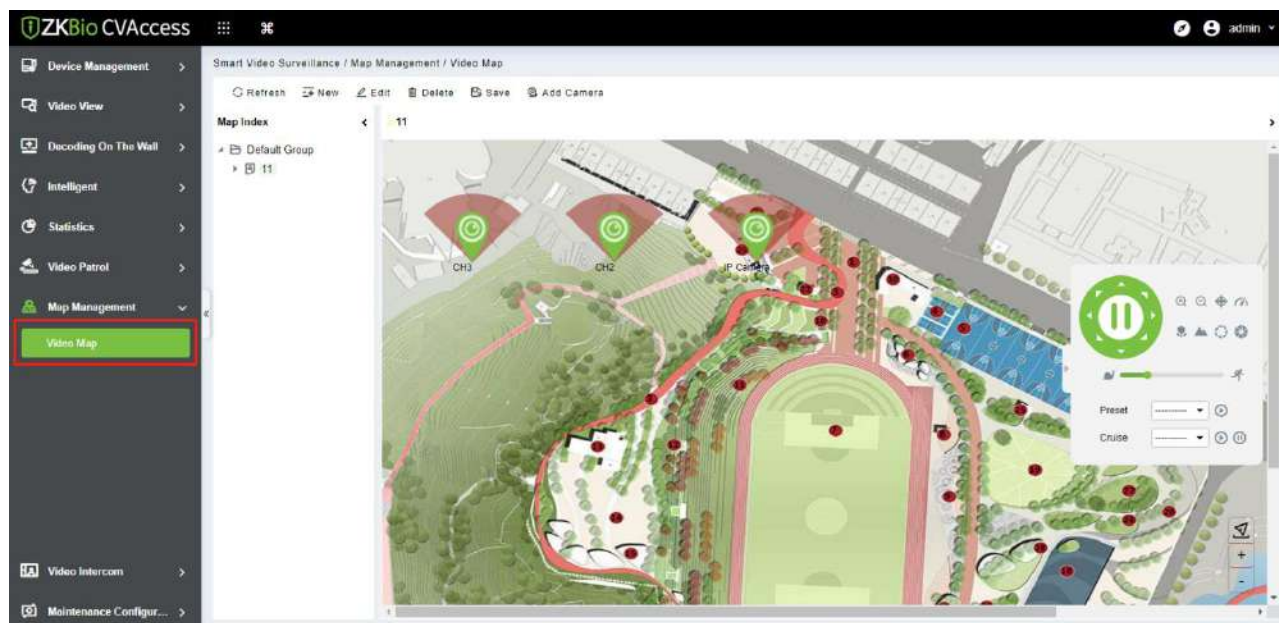 ZKBio CVAccess
admin
Device Management
Video View
Decoding On The Wall
Intelligent
Statistics
Video Patrol
Map Management
Video Map
Video Intercom
Maintenance Configur...
Smart Video Surveillance / Map Management / Video Map
Refresh New Edit Delete Save Add Camera
Map Index
11
Default Group
11
CH3
CH2
IP Camera
Preset
Cruise